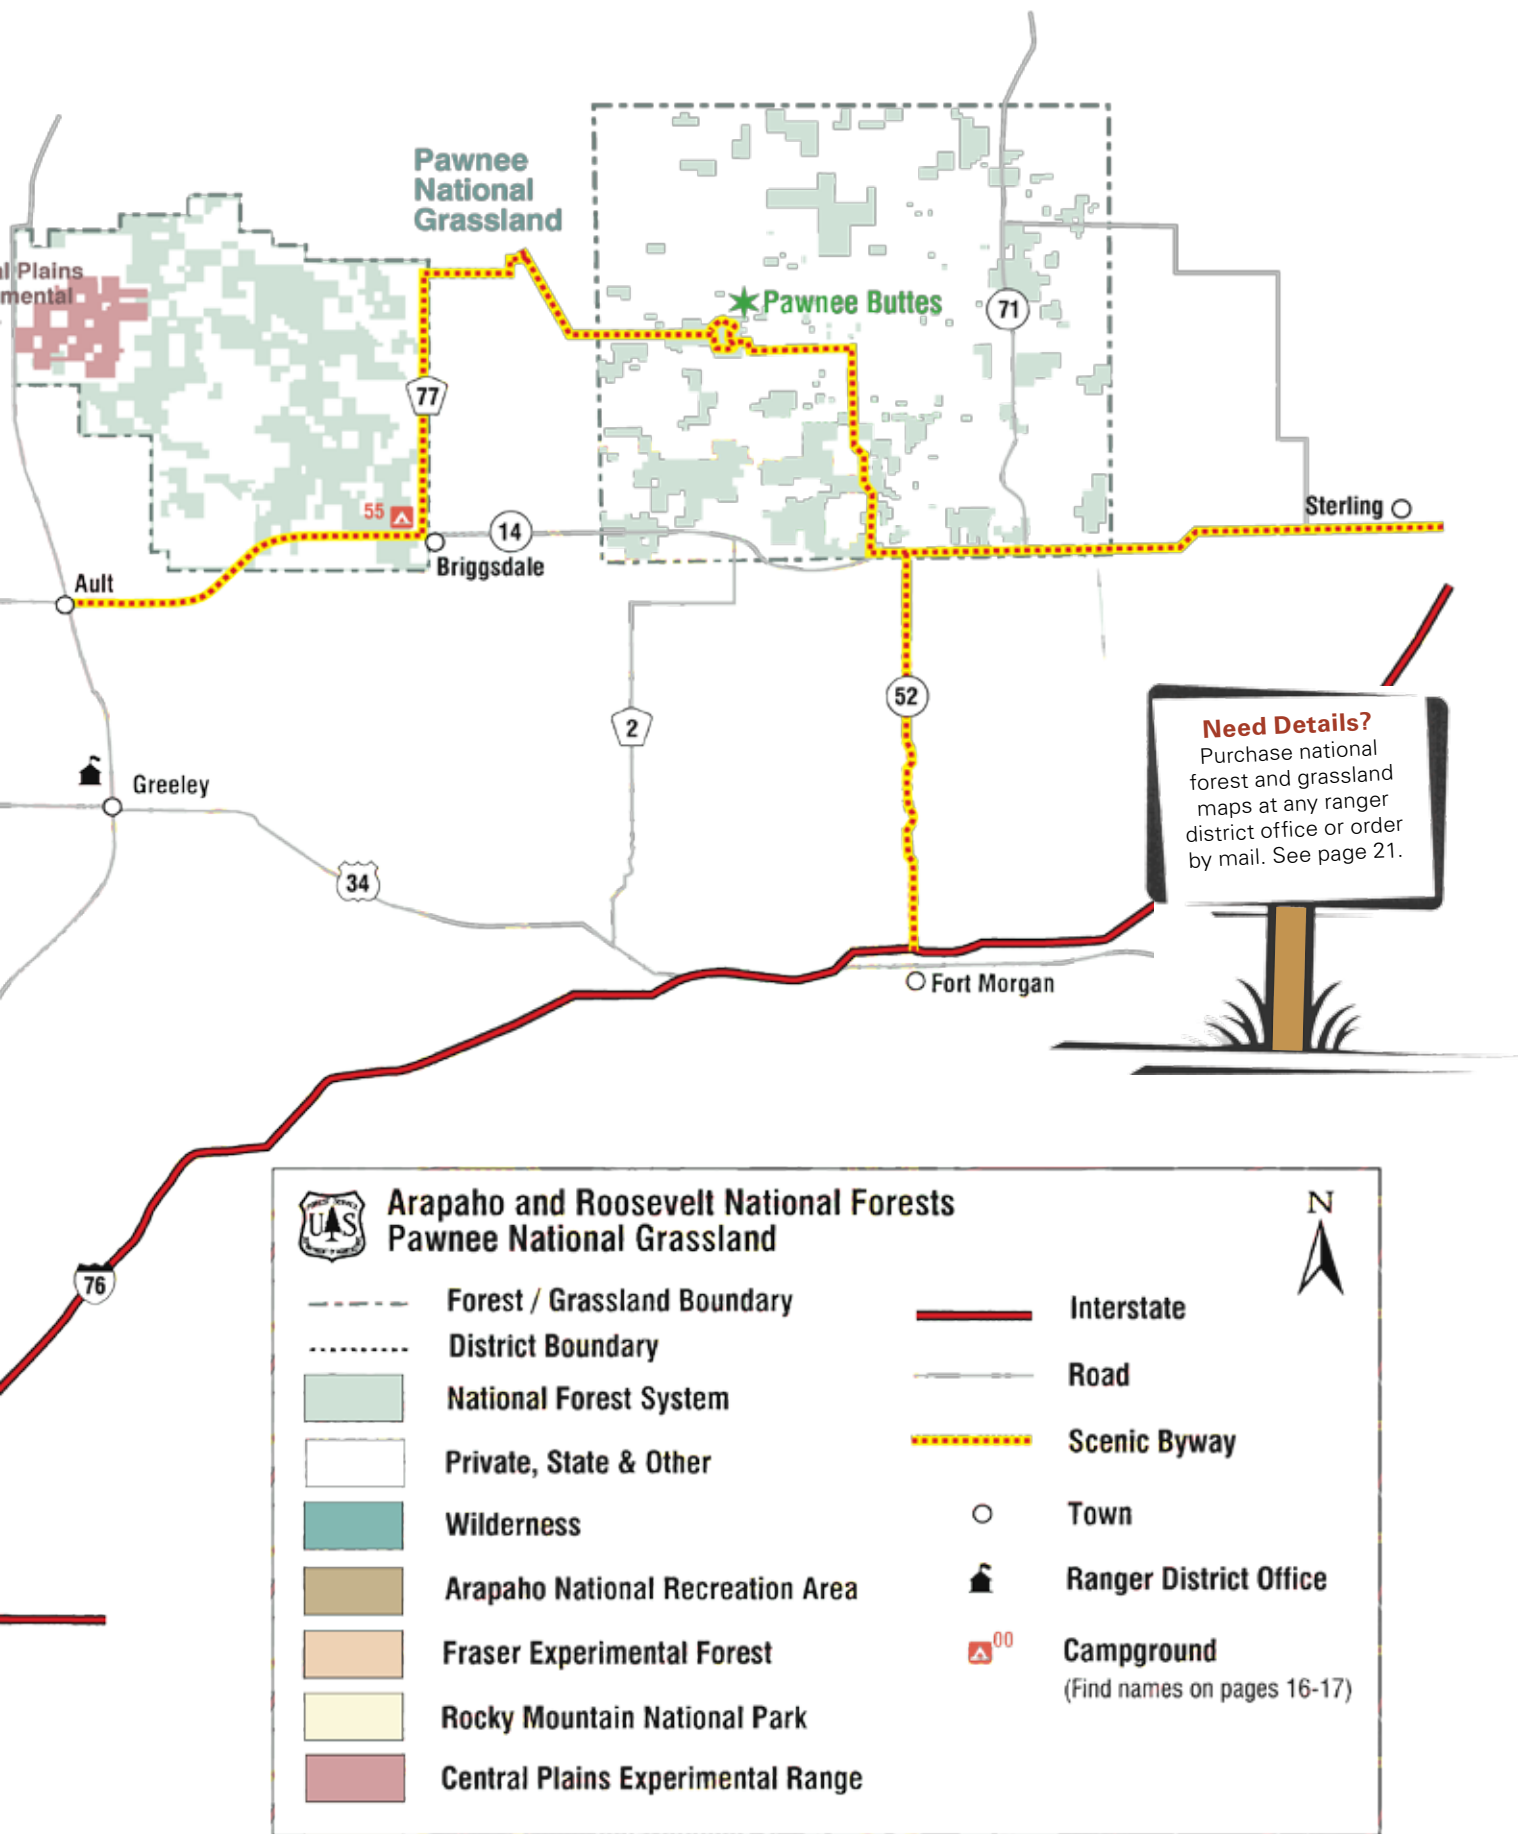 Pawnee
National
Grassland
l Plains
mental
Pawnee Buttes
71
77
55
14
Briggsdale
Sterling
Ault
52
2
Greeley
34
Fort Morgan
76
Need Details?
Purchase national
forest and grassland
maps at any ranger
district office or order
by mail. See page 21.
Arapaho and Roosevelt National Forests
Pawnee National Grassland
N
U S
Forest / Grassland Boundary
District Boundary
National Forest System
Private, State & Other
Wilderness
Arapaho National Recreation Area
Fraser Experimental Forest
Rocky Mountain National Park
Central Plains Experimental Range
Interstate
Road
Scenic Byway
Town
Ranger District Office
00
Campground
(Find names on pages 16-17)